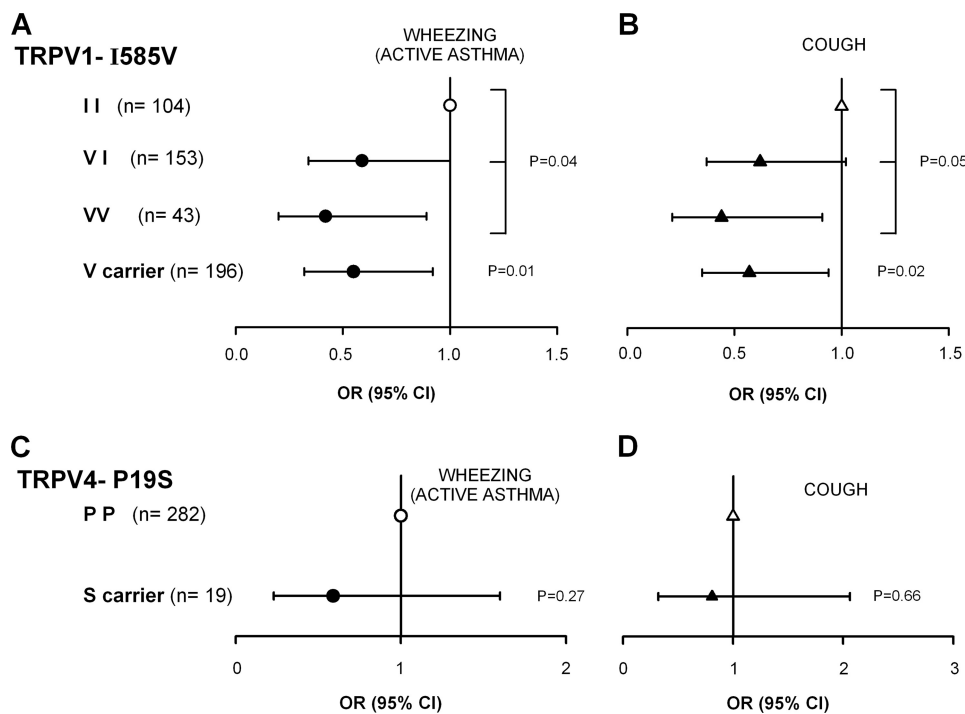 A
TRPV1- I585V
WHEEZING
(ACTIVE ASTHMA)
I I (n= 104)
V I (n= 153)
P=0.04
VV (n= 43)
V carrier (n= 196)
P=0.01
0.0 0.5 1.0 1.5
OR (95% CI)
B
COUGH
P=0.05
P=0.02
0.0 0.5 1.0 1.5
OR (95% CI)
C
TRPV4- P19S
WHEEZING
(ACTIVE ASTHMA)
P P (n= 282)
S carrier (n= 19)
P=0.27
0 1 2
OR (95% CI)
D
COUGH
P=0.66
0 1 2 3
OR (95% CI)